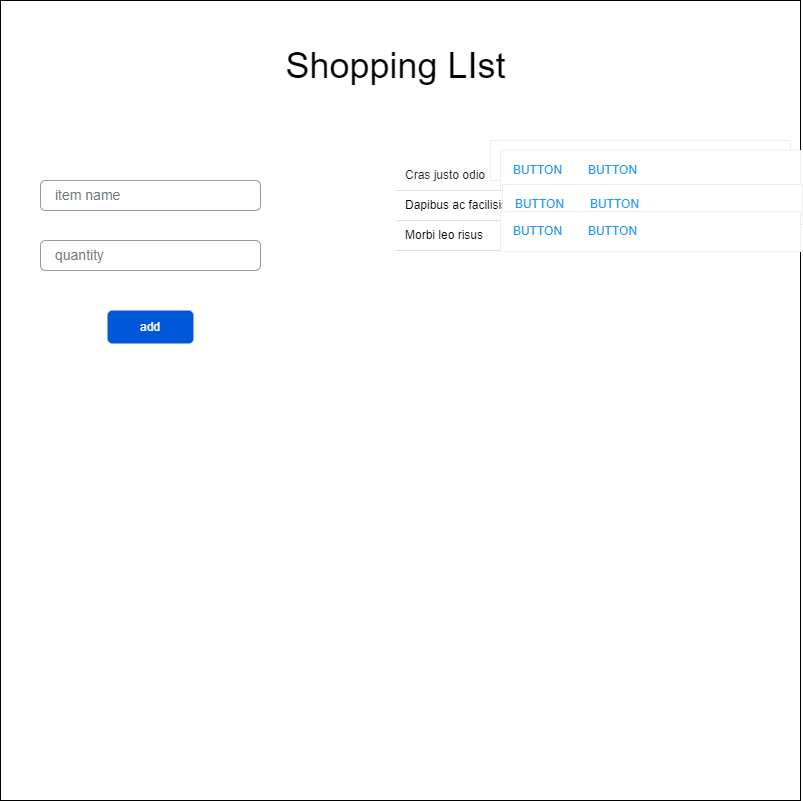 Shopping LIst
item name
quantity
add
Cras justo odio BUTTON BUTTON
Dapibus ac facilisis BUTTON BUTTON
Morbi leo risus BUTTON BUTTON